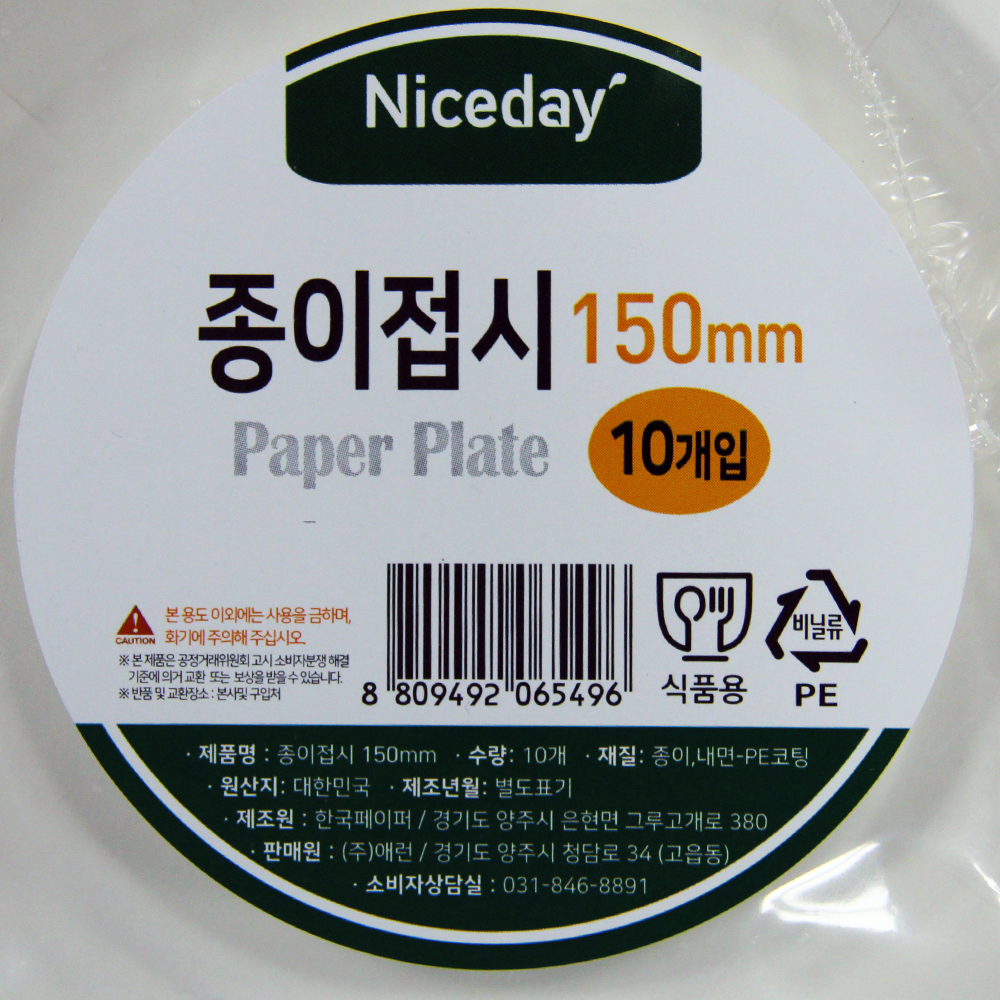 Niceday
종이접시 150mm
Paper Plate
10개입
CAUTION
본 용도 이외에는 사용을 금하며,
화기에 주의해 주십시오.
※ 본 제품은 공정거래위원회 고시 소비자분쟁 해결
기준에 의거 교환 또는 보상을 받을 수 있습니다.
※ 반품 및 교환장소 : 본사및 구입처
8 809492 065496
식품용
비닐류
PE
· 제품명 : 종이접시 150mm · 수량: 10개 · 재질: 종이,내면-PE코팅
· 원산지: 대한민국 · 제조년월: 별도표기
· 제조원 : 한국페이퍼 / 경기도 양주시 은현면 그루고개로 380
· 판매원 : (주)애런 / 경기도 양주시 청담로 34 (고읍동)
· 소비자상담실 : 031-846-8891